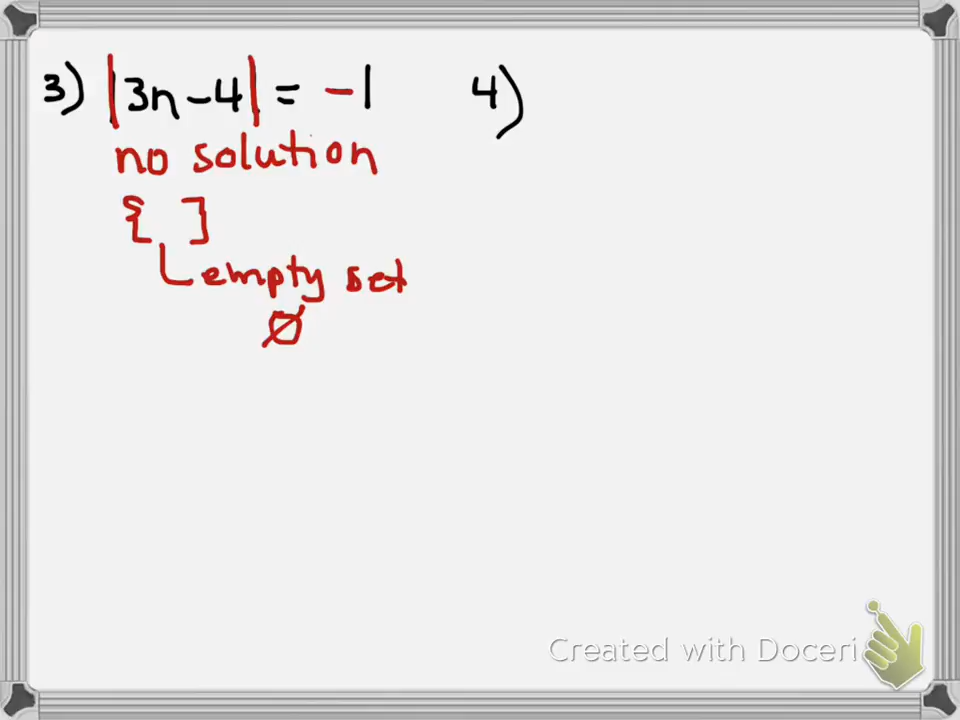 3) |3n-4| = -1
no solution
{ }
empty set
∅
4)
Created with Doceri